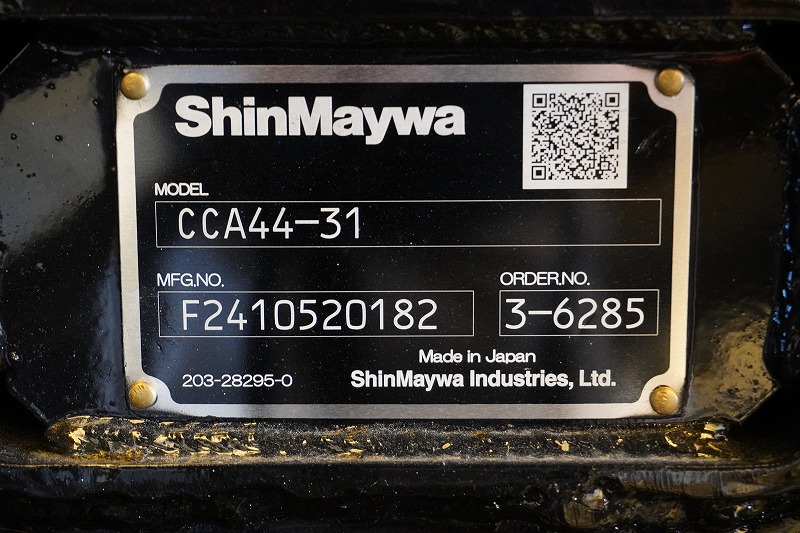 ShinMaywa
MODEL
CCA44-31
MFG.NO. ORDER.NO.
F2410520182 3-6285
Made in Japan
203-28295-0 ShinMaywa Industries, Ltd.